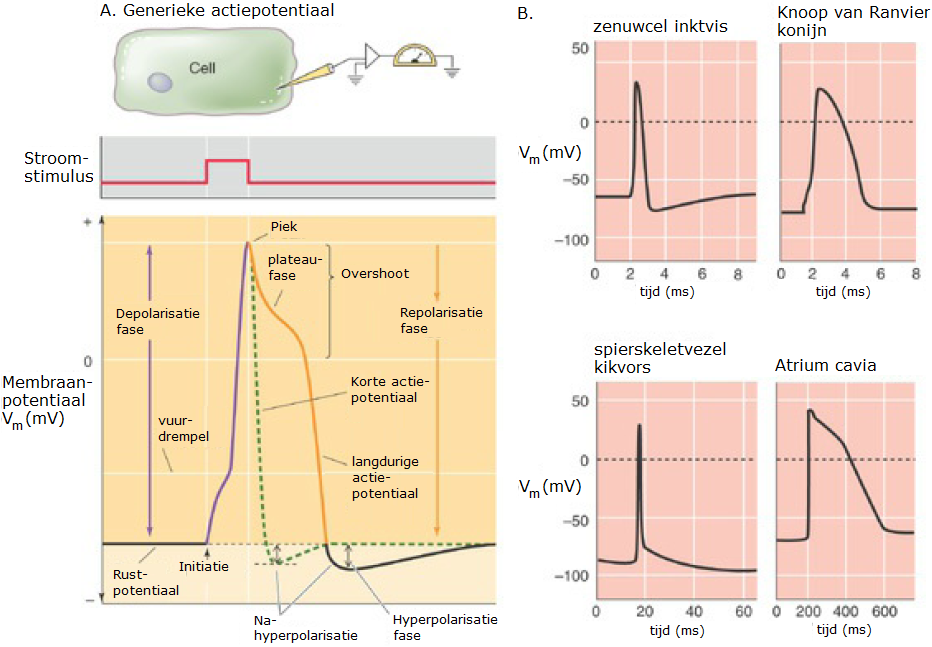 A. Generieke actiepotentiaal
Cell
Stroom-
stimulus
+
Piek
plateau-
fase
Overshoot
Depolarisatie
fase
Repolarisatie
fase
0
Membraan-
potentiaal
Vm (mV)
Korte actie-
potentiaal
vuur-
drempel
langdurige
actie-
potentiaal
Rust-
potentiaal
Initiatie
–
Na-
hyperpolarisatie
Hyperpolarisatie
fase
B.
zenuwcel inktvis
50
0
Vm (mV)
−50
−100
0 2 4 6 8
tijd (ms)
Knoop van Ranvier
konijn
0 2 4 6 8
tijd (ms)
spierskeletvezel
kikvors
50
0
Vm (mV)
−50
−100
0 20 40 60
tijd (ms)
Atrium cavia
0 200 400 600
tijd (ms)